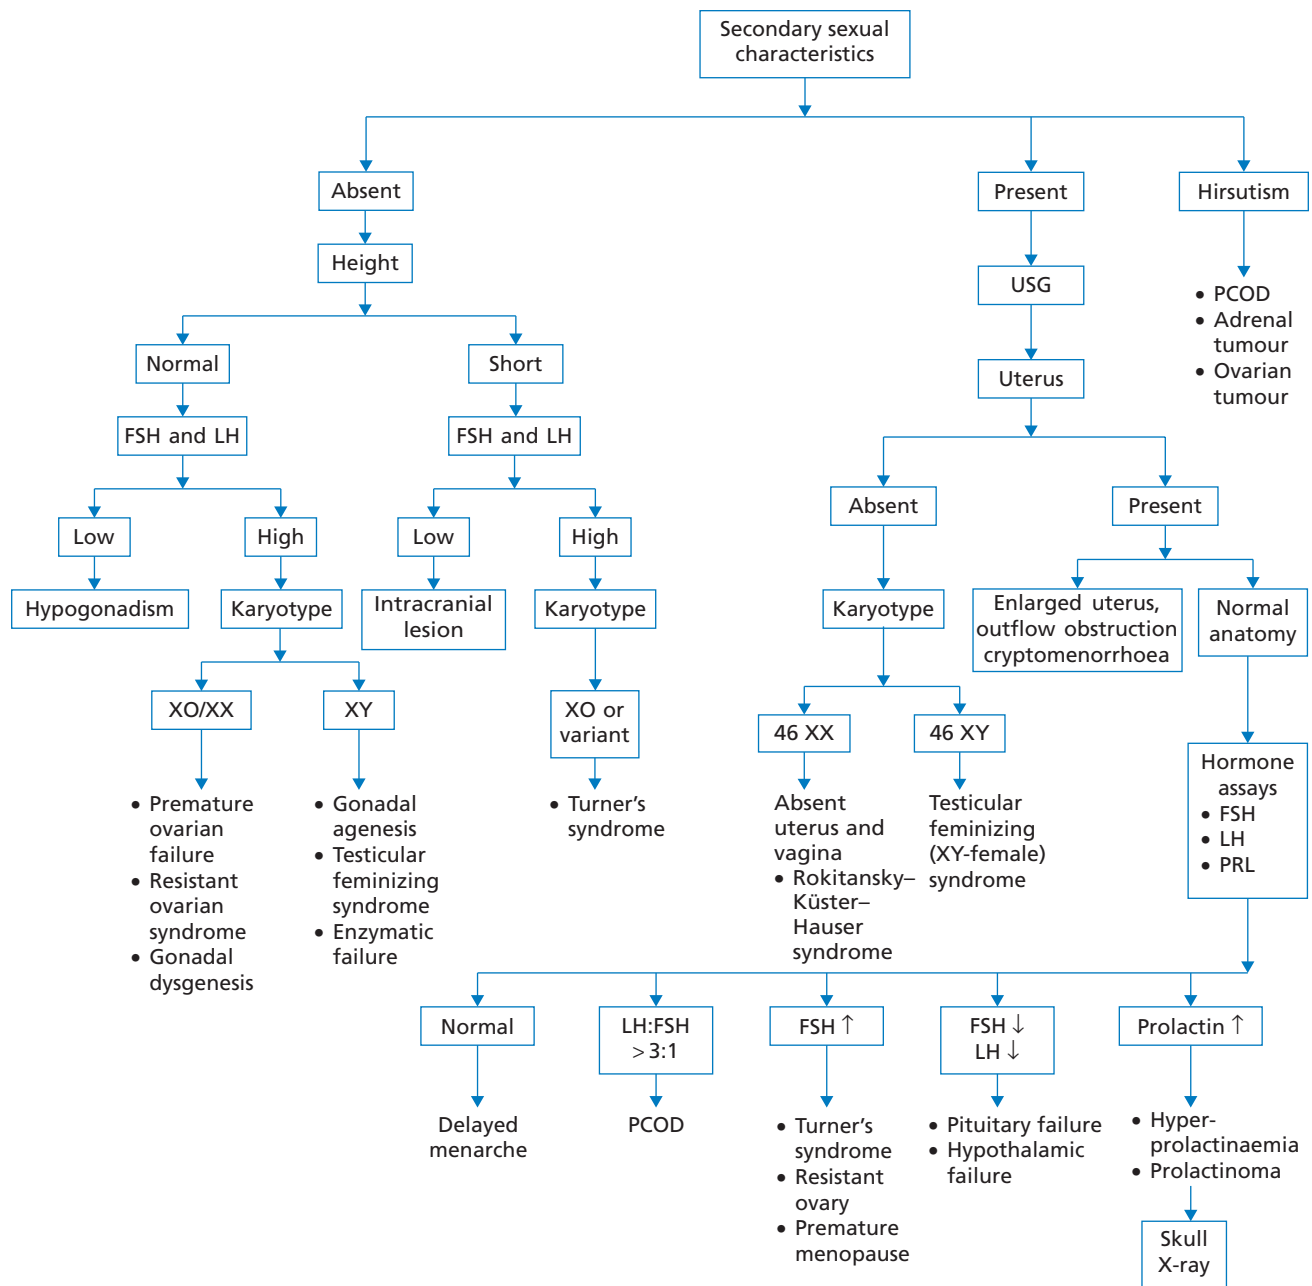 Secondary sexual
characteristics
Absent
Present
Hirsutism
Height
USG
• PCOD
• Adrenal
tumour
• Ovarian
tumour
Normal
Short
Uterus
FSH and LH
FSH and LH
Absent
Present
Low
High
Low
High
Hypogonadism
Karyotype
Intracranial
lesion
Karyotype
Karyotype
Enlarged uterus,
outflow obstruction
cryptomenorrhoea
Normal
anatomy
XO/XX
XY
XO or
variant
46 XX
46 XY
Hormone
assays
• FSH
• LH
• PRL
• Premature
ovarian
failure
• Resistant
ovarian
syndrome
• Gonadal
dysgenesis
• Gonadal
agenesis
• Testicular
feminizing
syndrome
• Enzymatic
failure
• Turner's
syndrome
Absent
uterus and
vagina
• Rokitansky–
Küster–
Hauser
syndrome
Testicular
feminizing
(XY-female)
syndrome
Normal
LH:FSH
> 3:1
FSH ↑
FSH ↓
LH ↓
Prolactin ↑
Delayed
menarche
PCOD
• Turner's
syndrome
• Resistant
ovary
• Premature
menopause
• Pituitary failure
• Hypothalamic
failure
• Hyper-
prolactinaemia
• Prolactinoma
Skull
X-ray